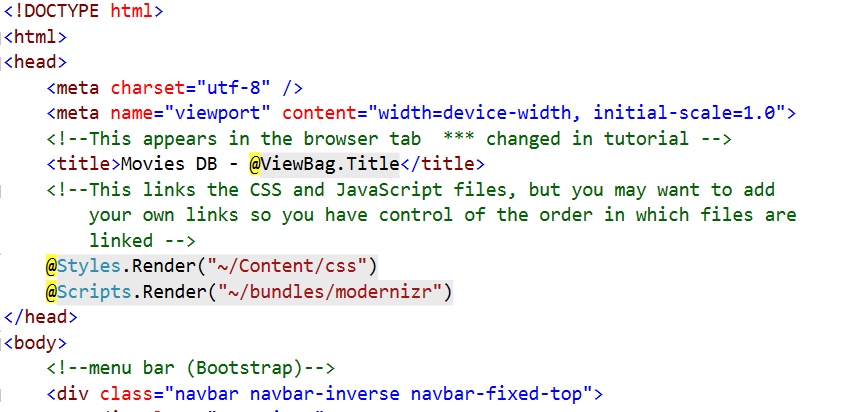 <!DOCTYPE html>
<html>
<head>
    <meta charset="utf-8" />
    <meta name="viewport" content="width=device-width, initial-scale=1.0">
    <!--This appears in the browser tab  *** changed in tutorial -->
    <title>Movies DB - @ViewBag.Title</title>
    <!--This links the CSS and JavaScript files, but you may want to add
        your own links so you have control of the order in which files are
        linked -->
    @Styles.Render("~/Content/css")
    @Scripts.Render("~/bundles/modernizr")
</head>
<body>
    <!--menu bar (Bootstrap)-->
    <div class="navbar navbar-inverse navbar-fixed-top">